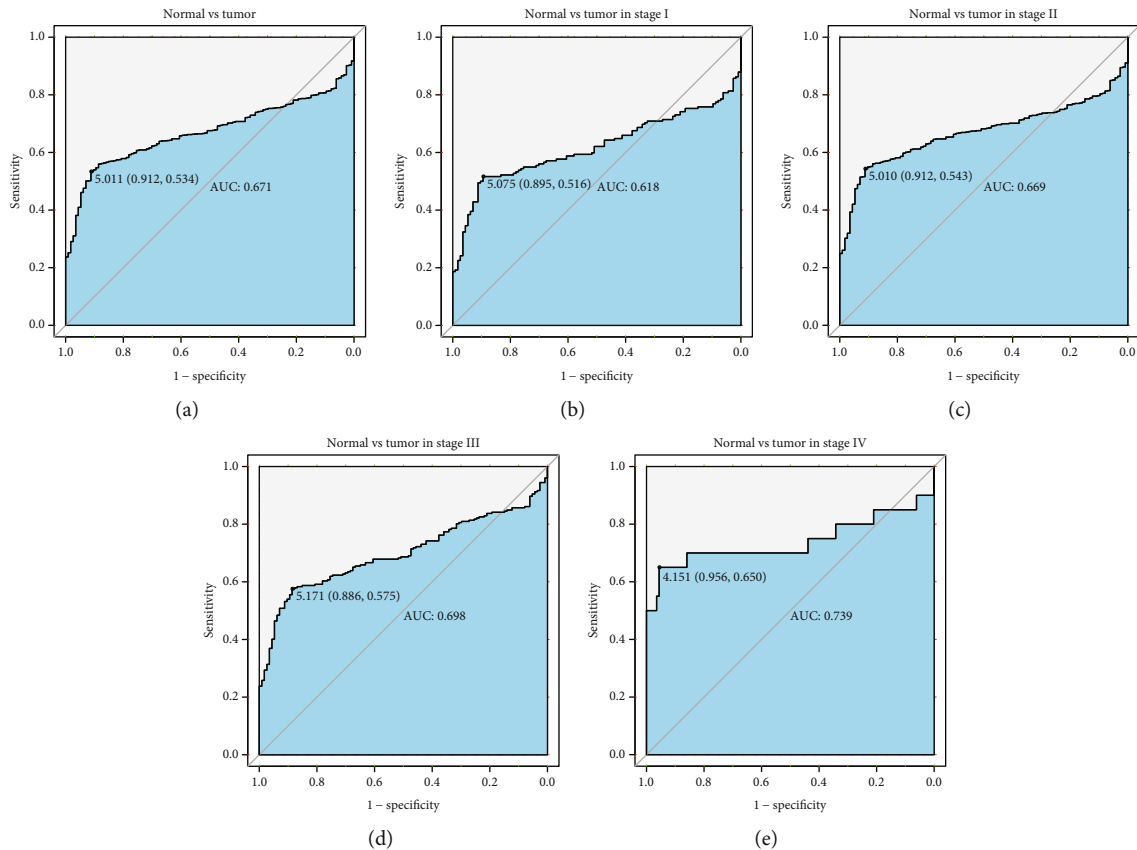 Normal vs tumor
1.0
0.8
0.6
0.4
0.2
0.0
Sensitivity
5.011 (0.912, 0.534)
AUC: 0.671
1.0 0.8 0.6 0.4 0.2 0.0
1 – specificity
(a)
Normal vs tumor in stage I
1.0
0.8
0.6
0.4
0.2
0.0
Sensitivity
5.075 (0.895, 0.516)
AUC: 0.618
1.0 0.8 0.6 0.4 0.2 0.0
1 – specificity
(b)
Normal vs tumor in stage II
1.0
0.8
0.6
0.4
0.2
0.0
Sensitivity
5.010 (0.912, 0.543)
AUC: 0.669
1.0 0.8 0.6 0.4 0.2 0.0
1 – specificity
(c)
Normal vs tumor in stage III
1.0
0.8
0.6
0.4
0.2
0.0
Sensitivity
5.171 (0.886, 0.575)
AUC: 0.698
1.0 0.8 0.6 0.4 0.2 0.0
1 – specificity
(d)
Normal vs tumor in stage IV
1.0
0.8
0.6
0.4
0.2
0.0
Sensitivity
4.151 (0.956, 0.650)
AUC: 0.739
1.0 0.8 0.6 0.4 0.2 0.0
1 – specificity
(e)